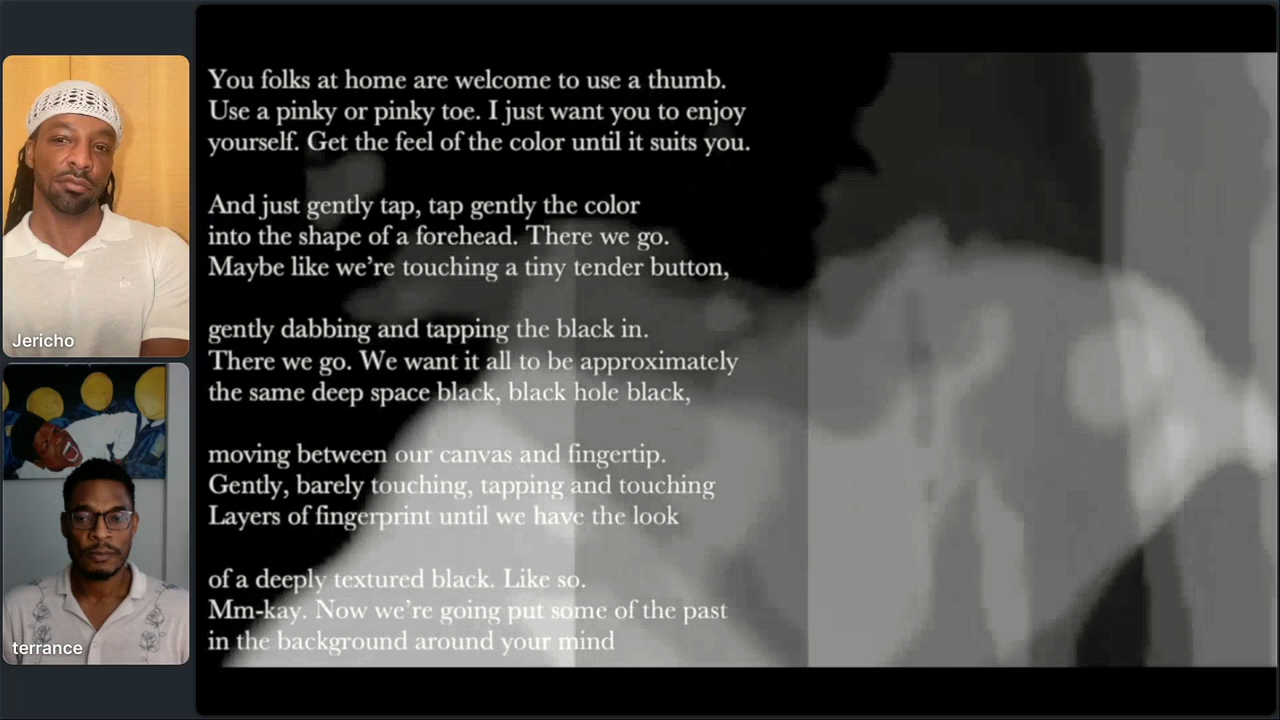 You folks at home are welcome to use a thumb.
Use a pinky or pinky toe. I just want you to enjoy
yourself. Get the feel of the color until it suits you.
And just gently tap, tap gently the color
into the shape of a forehead. There we go.
Maybe like we’re touching a tiny tender button,
gently dabbing and tapping the black in.
There we go. We want it all to be approximately
the same deep space black, black hole black,
moving between our canvas and fingertip.
Gently, barely touching, tapping and touching
Layers of fingerprint until we have the look
of a deeply textured black. Like so.
Mm-kay. Now we’re going put some of the past
in the background around your mind
Jericho
terrance